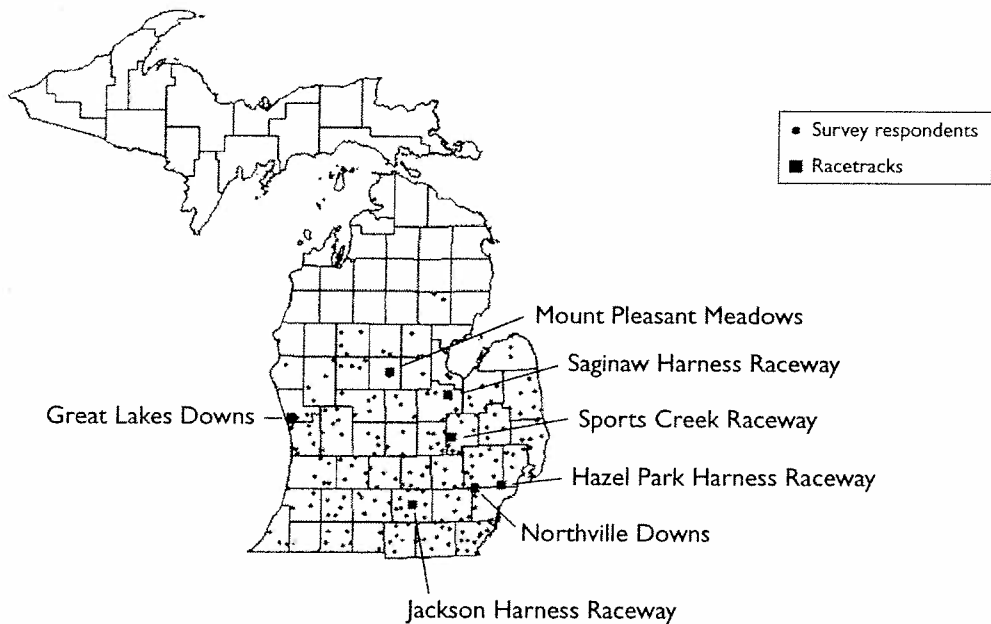 Survey respondents
Racetracks
Mount Pleasant Meadows
Saginaw Harness Raceway
Great Lakes Downs
Sports Creek Raceway
Hazel Park Harness Raceway
Northville Downs
Jackson Harness Raceway